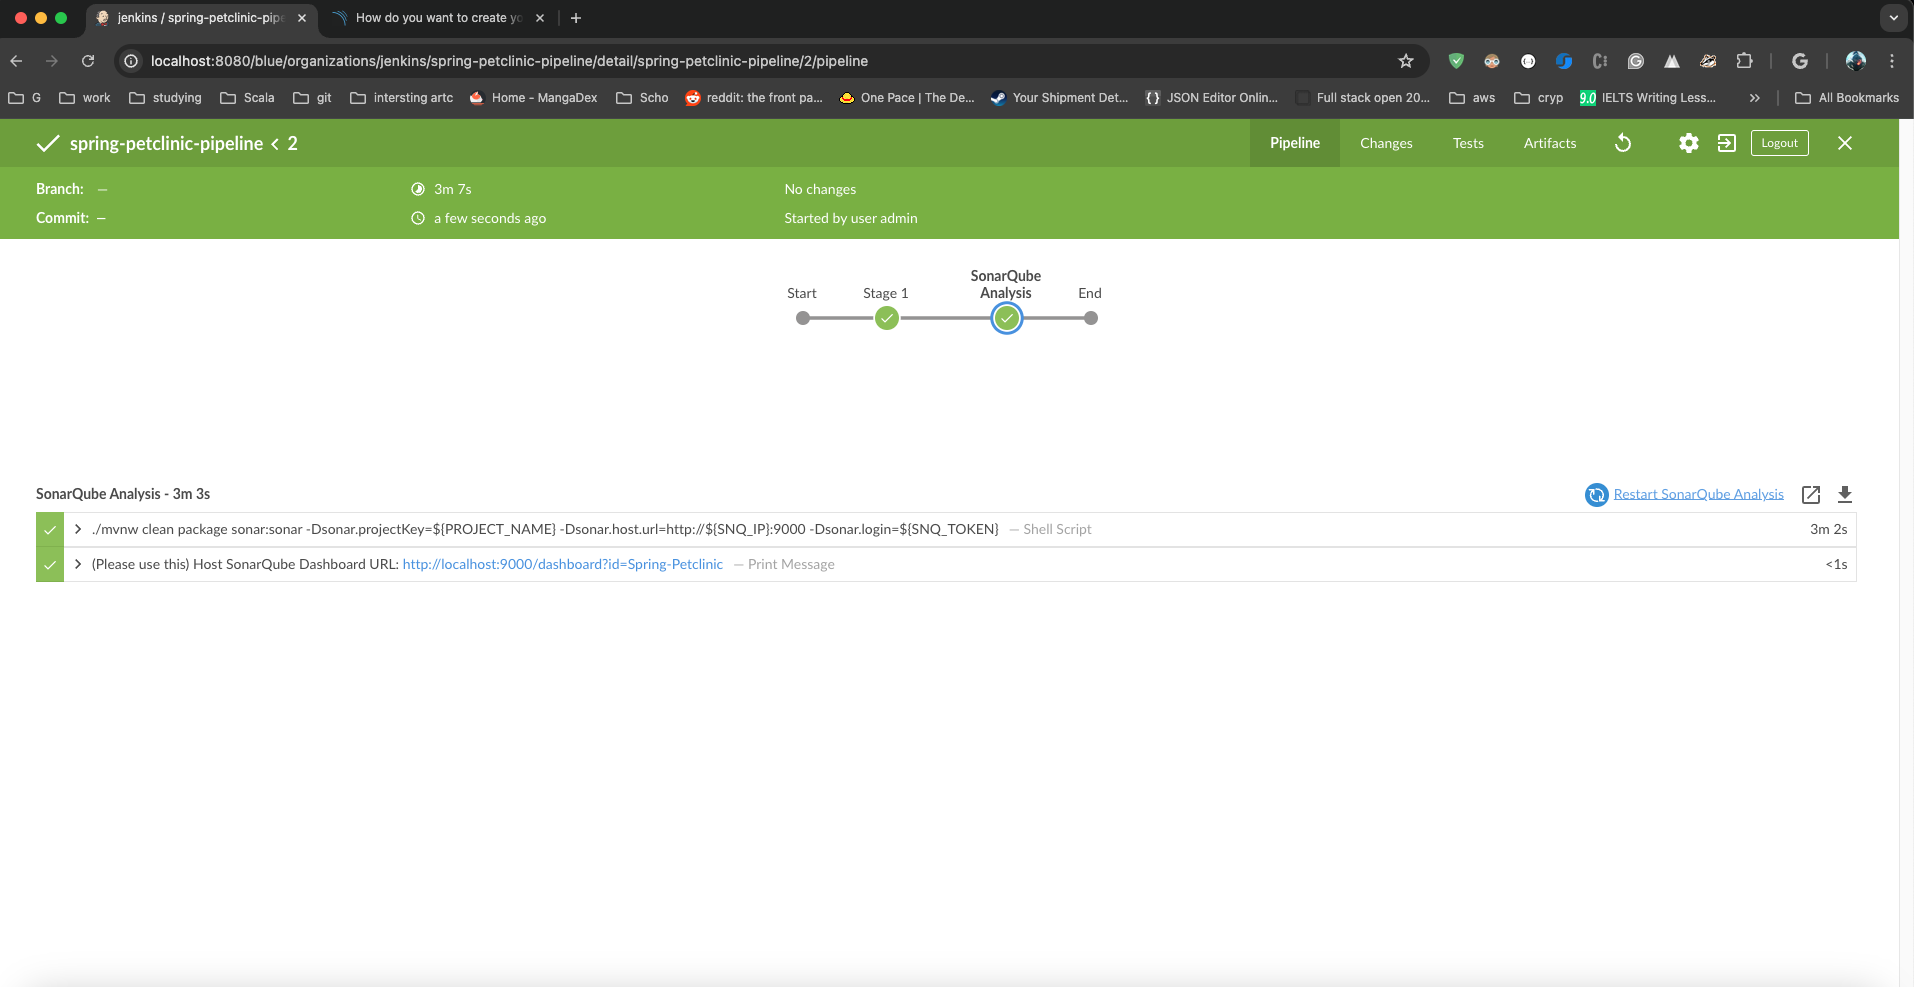 jenkins / spring-petclinic-pipe
How do you want to create yo
localhost:8080/blue/organizations/jenkins/spring-petclinic-pipeline/detail/spring-petclinic-pipeline/2/pipeline
G work studying Scala git intersting artc Home - MangaDex Scho reddit: the front pa... One Pace | The De... Your Shipment Det... JSON Editor Onlin... Full stack open 20... aws cryp 9.0 IELTS Writing Less... » All Bookmarks
spring-petclinic-pipeline < 2 Pipeline Changes Tests Artifacts Logout
Branch: — 3m 7s No changes
Commit: — a few seconds ago Started by user admin
SonarQube
Start Stage 1 Analysis End
SonarQube Analysis - 3m 3s Restart SonarQube Analysis
./mvnw clean package sonar:sonar -Dsonar.projectKey=${PROJECT_NAME} -Dsonar.host.url=http://${SNQ_IP}:9000 -Dsonar.login=${SNQ_TOKEN} — Shell Script 3m 2s
(Please use this) Host SonarQube Dashboard URL: http://localhost:9000/dashboard?id=Spring-Petclinic — Print Message <1s